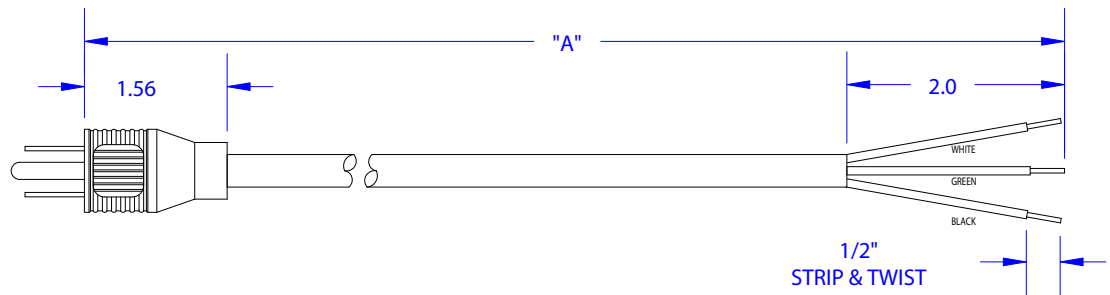 "A"
1.56
2.0
WHITE
GREEN
BLACK
1/2"
STRIP & TWIST